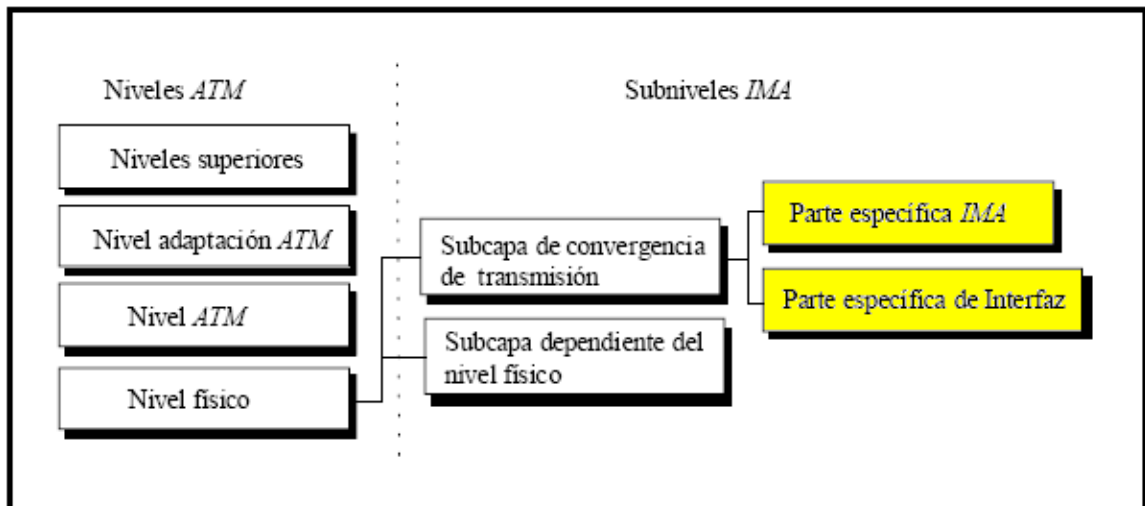 Niveles ATM
Subniveles IMA
Niveles superiores
Nivel adaptación ATM
Nivel ATM
Nivel físico
Subcapa de convergencia
de transmisión
Subcapa dependiente del
nivel físico
Parte específica IMA
Parte específica de Interfaz